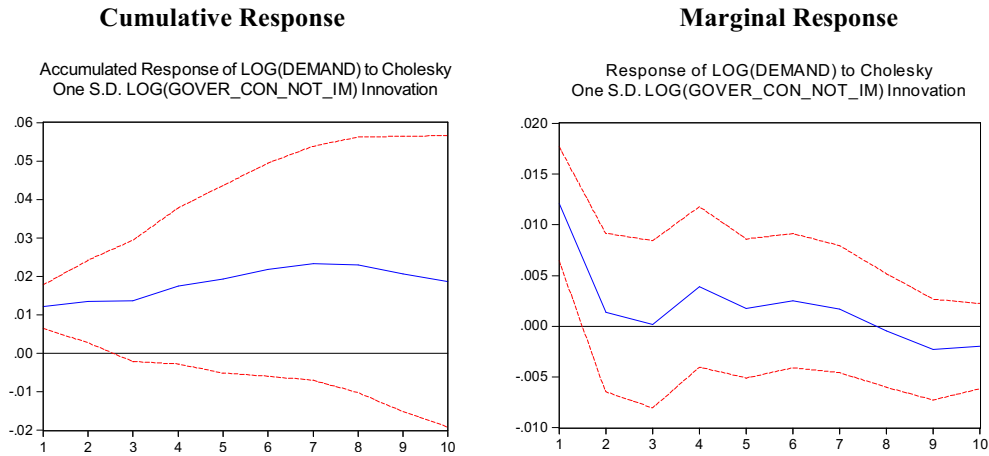 Cumulative Response
Accumulated Response of LOG(DEMAND) to Cholesky
One S.D. LOG(GOVER_CON_NOT_IM) Innovation
.06
.05
.04
.03
.02
.01
.00
-.01
-.02
1 2 3 4 5 6 7 8 9 10
Marginal Response
Response of LOG(DEMAND) to Cholesky
One S.D. LOG(GOVER_CON_NOT_IM) Innovation
.020
.015
.010
.005
.000
-.005
-.010
1 2 3 4 5 6 7 8 9 10